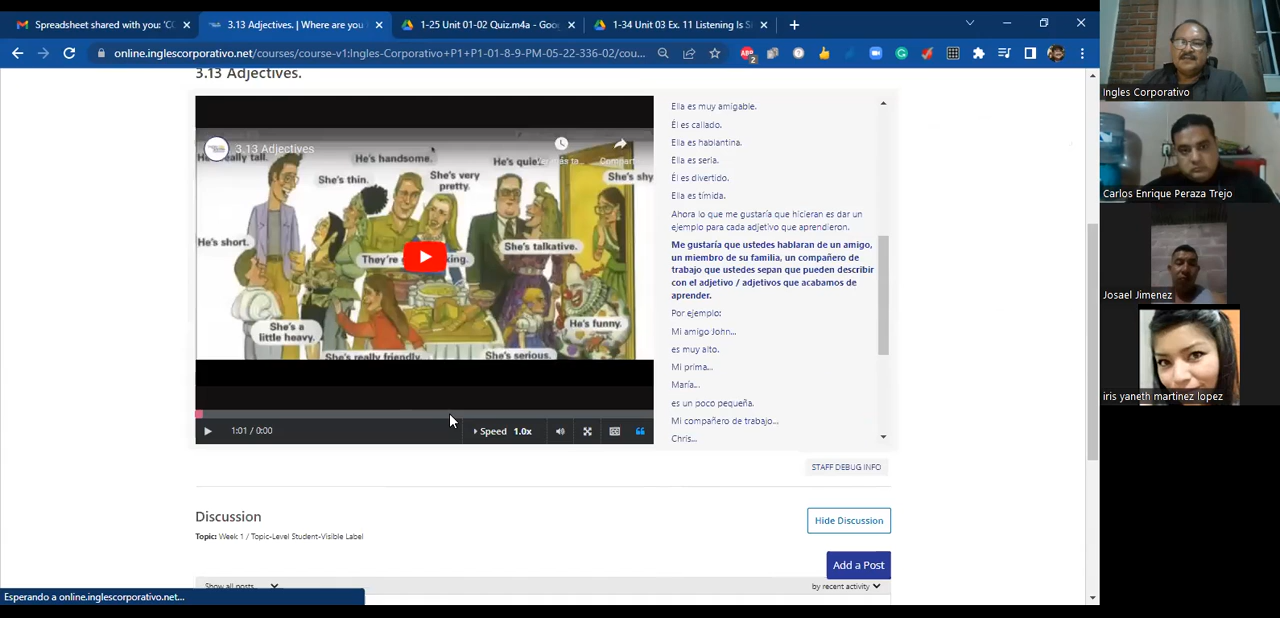 Spreadsheet shared with you: "CO
3.13 Adjectives. | Where are you f
1-25 Unit 01-02 Quiz.m4a - Goo
1-34 Unit 03 Ex. 11 Listening Is S
online.inglescorporativo.net/courses/course-v1:Ingles-Corporativo+P1+P1-01-8-9-PM-05-22-336-02/cou...
3.13 Adjectives.
3.13 Adjectives
He's handsome.
He's quie
She's thin.
She's very
pretty.
She's shy
He's short.
She's talkative.
They're
king.
She's a
little heavy.
He's funny.
She's really friendly.
She's serious.
1:01 / 0:00
Speed 1.0x
Ella es muy amigable.
Él es callado.
Ella es hablantina.
Ella es seria.
Él es divertido.
Ella es tímida.
Ahora lo que me gustaría que hicieran es dar un
ejemplo para cada adjetivo que aprendieron.
Me gustaría que ustedes hablaran de un amigo,
un miembro de su familia, un compañero de
trabajo que ustedes sepan que pueden describir
con el adjetivo / adjetivos que acabamos de
aprender.
Por ejemplo:
Mi amigo John...
es muy alto.
Mi prima...
María...
es un poco pequeña.
Mi compañero de trabajo...
Chris...
STAFF DEBUG INFO
Discussion
Hide Discussion
Topic: Week 1 / Topic-Level Student-Visible Label
Add a Post
Show all posts
by recent activity
Esperando a online.inglescorporativo.net...
Ingles Corporativo
Carlos Enrique Peraza Trejo
Josael Jimenez
iris yaneth martinez lopez